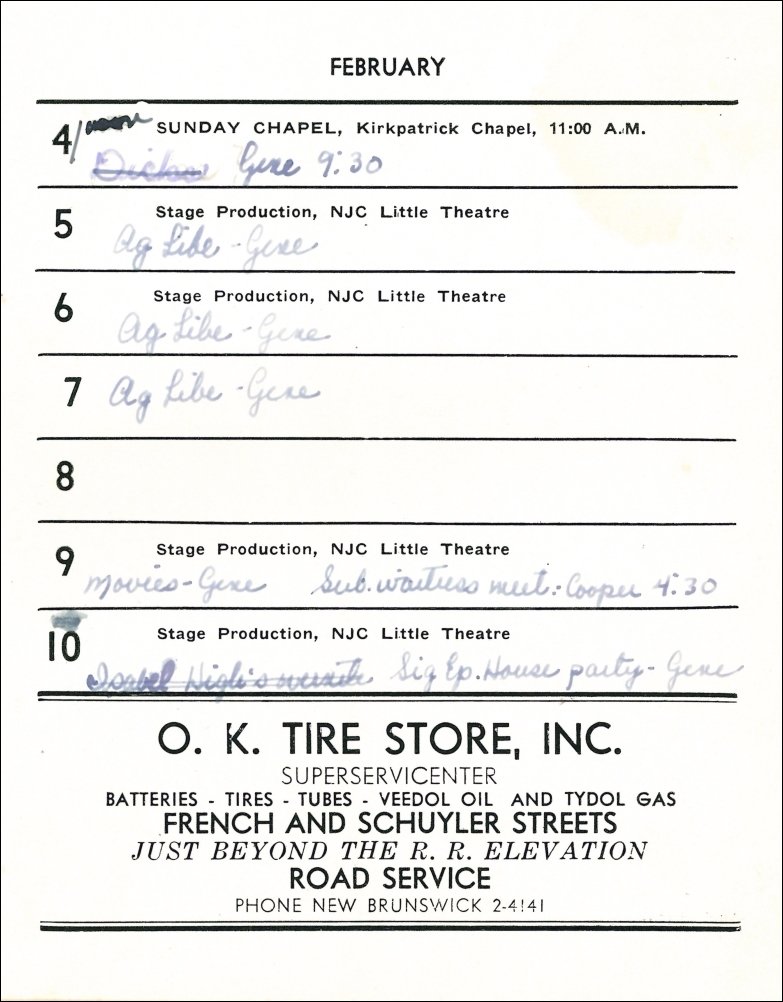 FEBRUARY
4/ SUNDAY CHAPEL, Kirkpatrick Chapel, 11:00 A.M.
Gene 9:30
5 Stage Production, NJC Little Theatre
Ag Libe - Gene
6 Stage Production, NJC Little Theatre
Ag Libe - Gene
7 Ag Libe - Gene
8
9 Stage Production, NJC Little Theatre
Movies - Gene Sub. waitress meet: Cooper 4:30
10 Stage Production, NJC Little Theatre
Isabel Sig Ep. House party - Gene
O. K. TIRE STORE, INC.
SUPERSERVICENTER
BATTERIES - TIRES - TUBES - VEEDOL OIL AND TYDOL GAS
FRENCH AND SCHUYLER STREETS
JUST BEYOND THE R. R. ELEVATION
ROAD SERVICE
PHONE NEW BRUNSWICK 2-4141